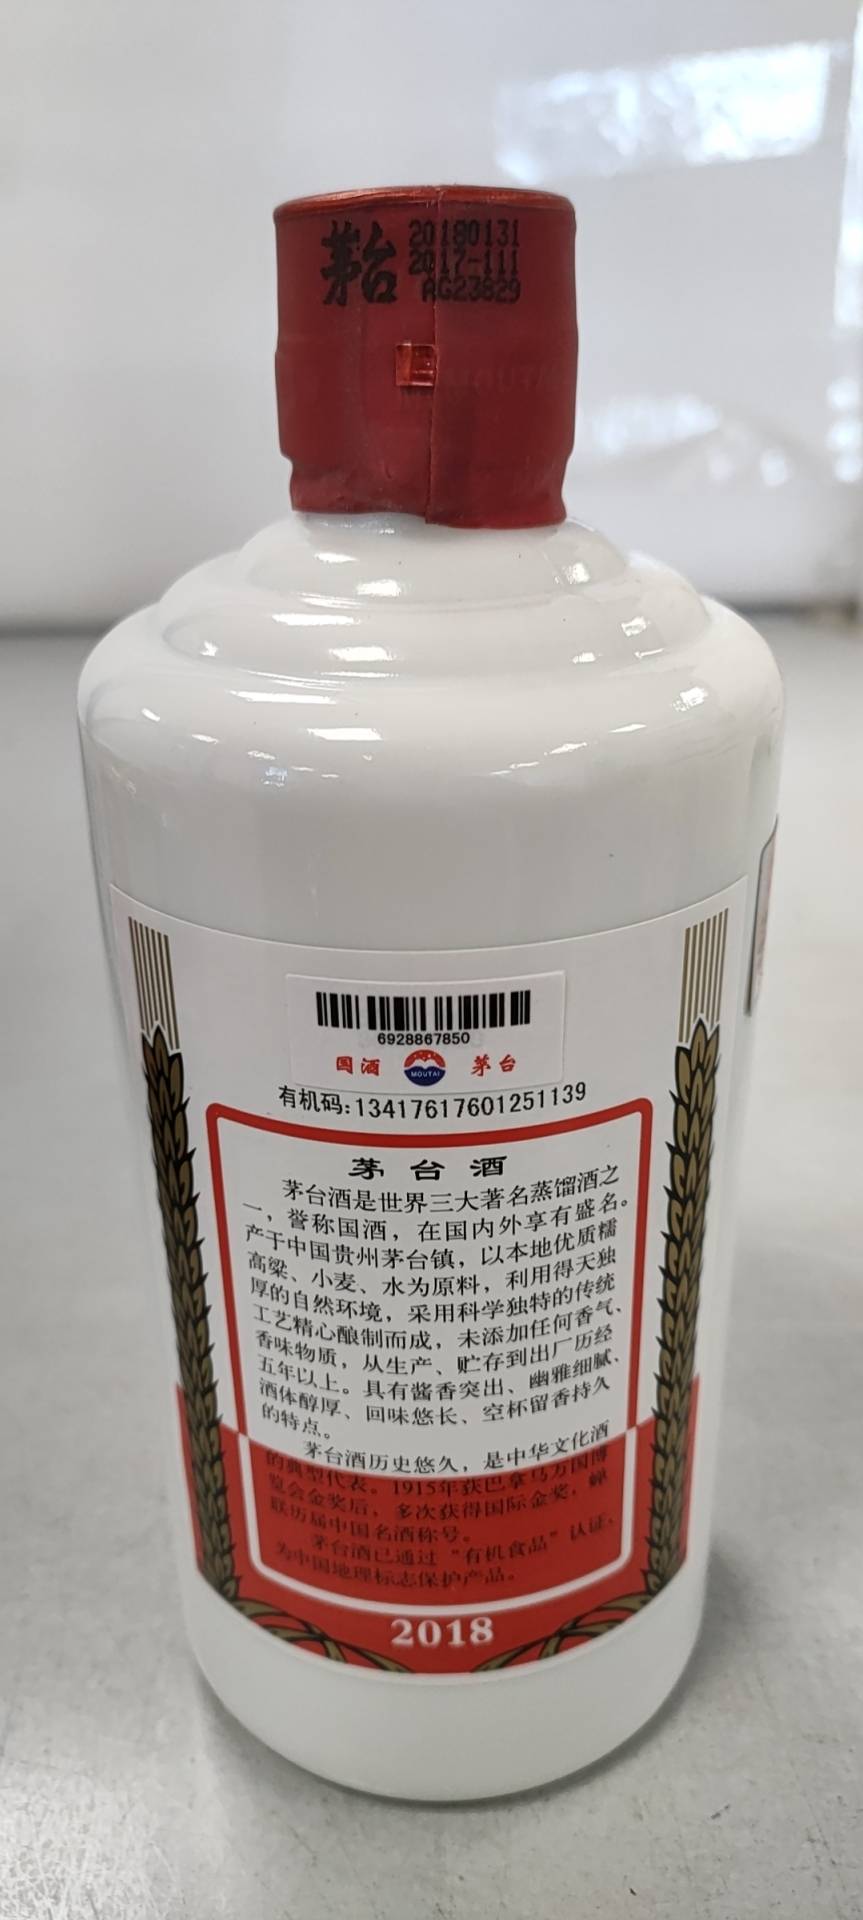 茅台
20180131
2017-111
AG23829
6928867850
国酒 MOUTAI 茅台
有机码:13417617601251139
茅台酒
茅台酒是世界三大著名蒸馏酒之
一，誉称国酒，在国内外享有盛名。
产于中国贵州茅台镇，以本地优质糯
高粱、小麦、水为原料，利用得天独
厚的自然环境，采用科学独特的传统
工艺精心酿制而成，未添加任何香气、
香味物质，从生产、贮存到出厂历经
五年以上。具有酱香突出、幽雅细腻、
酒体醇厚、回味悠长、空杯留香持久
的特点。
茅台酒历史悠久，是中华文化酒
的典型代表。1915年获巴拿马万国博
览会金奖后，多次获得国际金奖，蝉
联历届中国名酒称号。
茅台酒已通过“有机食品”认证、
为中国地理标志保护产品。
2018